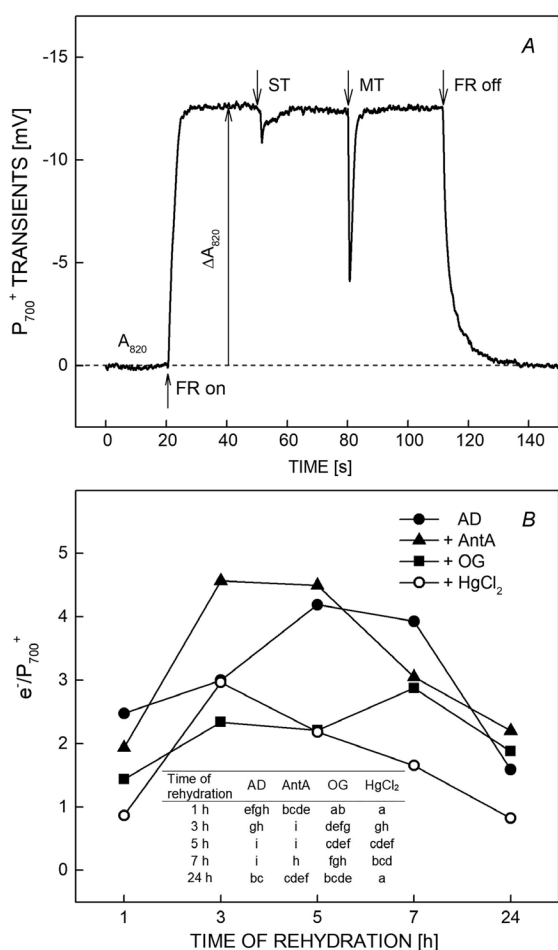 A
-15
-10
-5
0
P700+ TRANSIENTS [mV]
ST
MT
FR off
ΔA820
A820
FR on
0 20 40 60 80 100 120 140
TIME [s]
B
AD
+ AntA
+ OG
+ HgCl2
5
4
3
2
1
0
e-/P700+
Time of rehydration AD AntA OG HgCl₂
1 h efgh bcde ab a
3 h gh i defg gh
5 h i i cdef cdef
7 h i h fgh bcd
24 h bc cdef bcde a
1 3 5 7 24
TIME OF REHYDRATION [h]